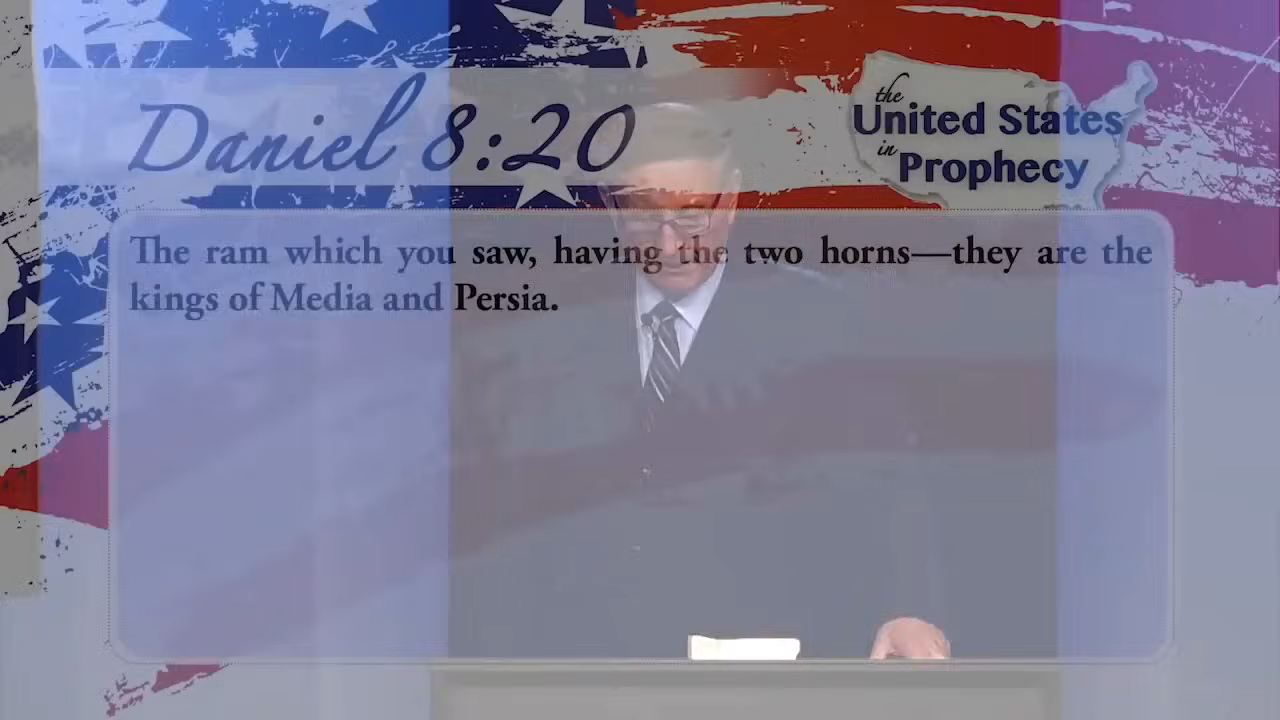 Daniel 8:20
the
United States
in
Prophecy
The ram which you saw, having the two horns—they are the
kings of Media and Persia.